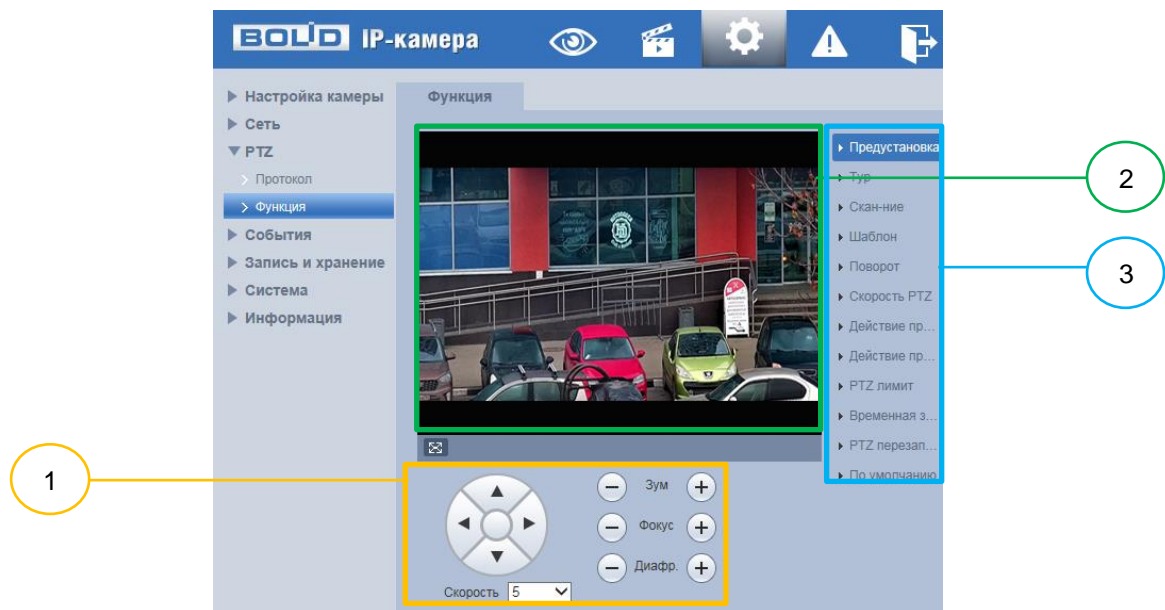 BOLID IP-камера
Настройка камеры
Сеть
PTZ
Протокол
Функция
События
Запись и хранение
Система
Информация
Функция
Предустановка
Тур
Скан-ние
Шаблон
Поворот
Скорость PTZ
Действие пр...
Действие пр...
PTZ лимит
Временная з...
PTZ перезап...
По умолчанию
2
3
1
Зум
Фокус
Диафр.
Скорость 5